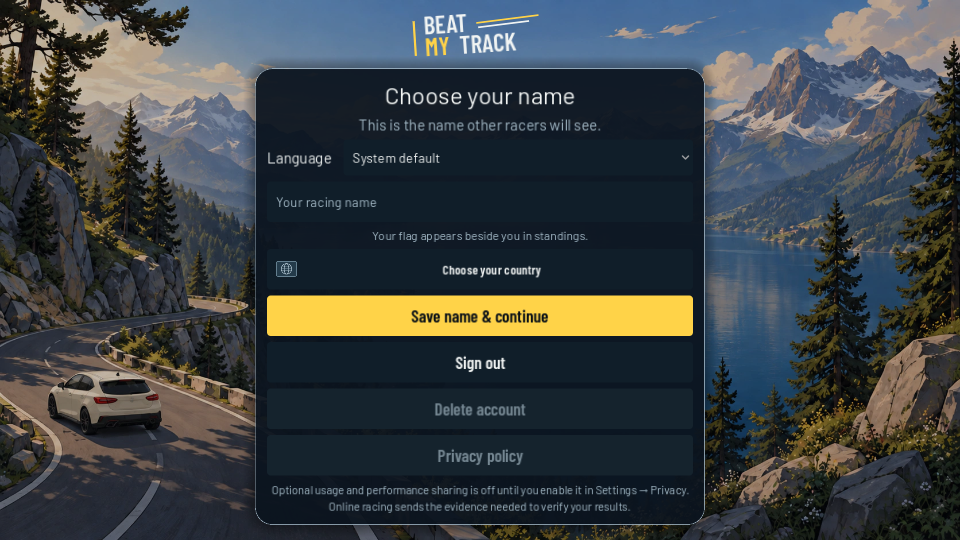 BEAT
MY TRACK
Choose your name
This is the name other racers will see.
Language System default
Your racing name
Your flag appears beside you in standings.
Choose your country
Save name & continue
Sign out
Delete account
Privacy policy
Optional usage and performance sharing is off until you enable it in Settings → Privacy.
Online racing sends the evidence needed to verify your results.